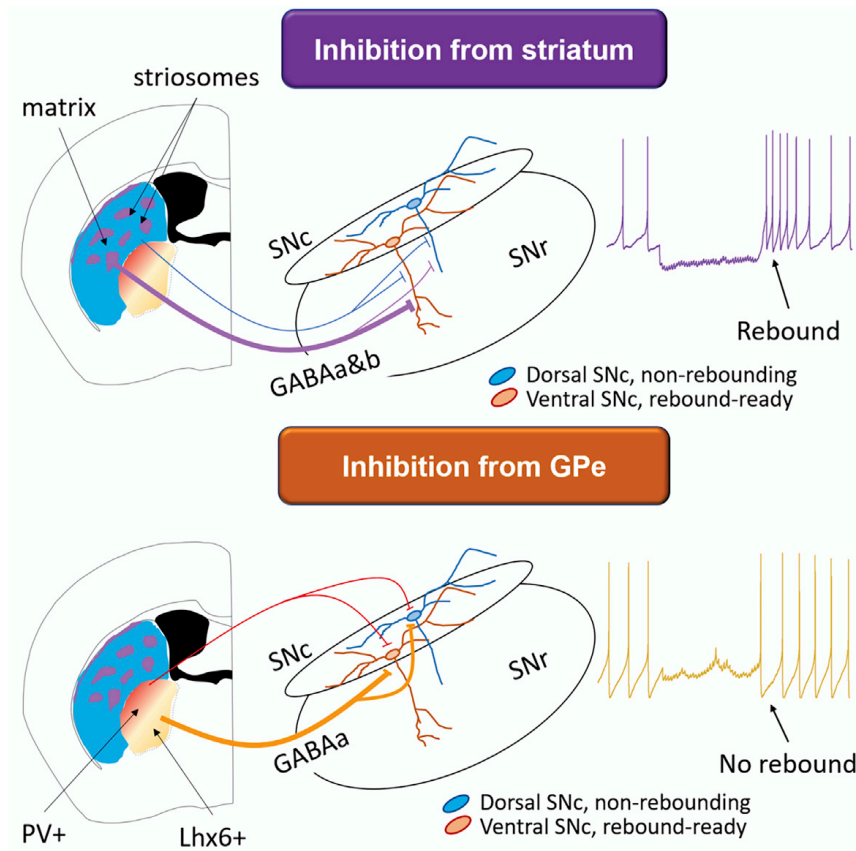 Inhibition from striatum
striosomes
matrix
SNc
SNr
GABAa&b
Rebound
Dorsal SNc, non-rebounding
Ventral SNc, rebound-ready
Inhibition from GPe
SNc
SNr
GABAa
No rebound
PV+
Lhx6+
Dorsal SNc, non-rebounding
Ventral SNc, rebound-ready